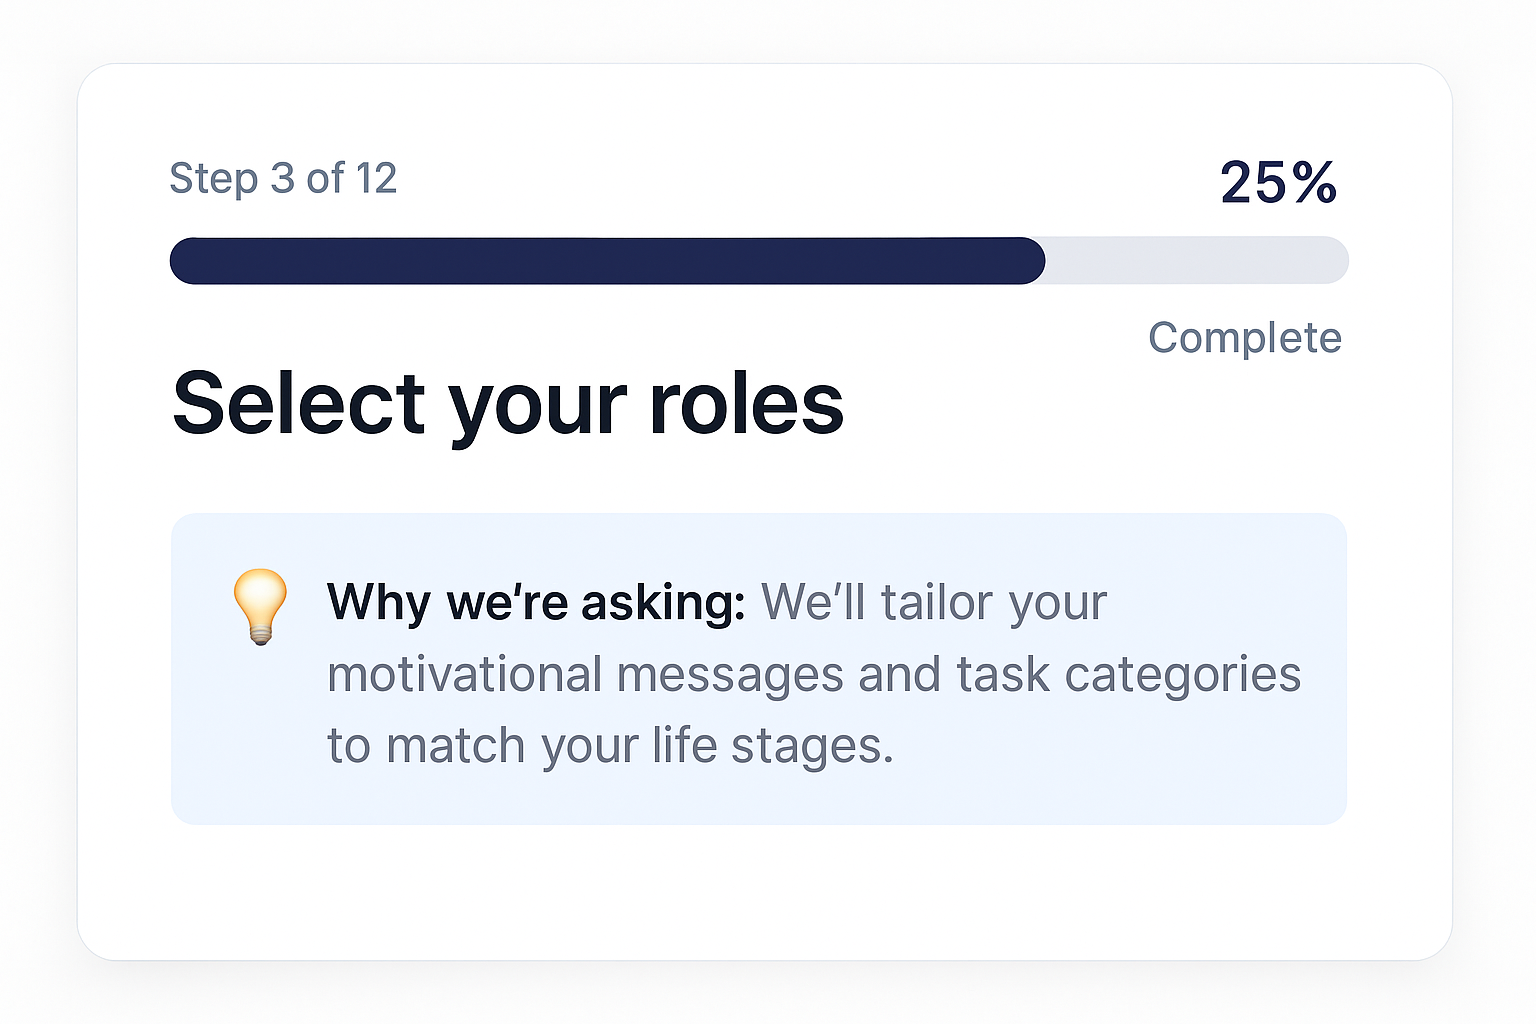 Step 3 of 12
25%
Complete
Select your roles
Why we're asking: We'll tailor your
motivational messages and task categories
to match your life stages.